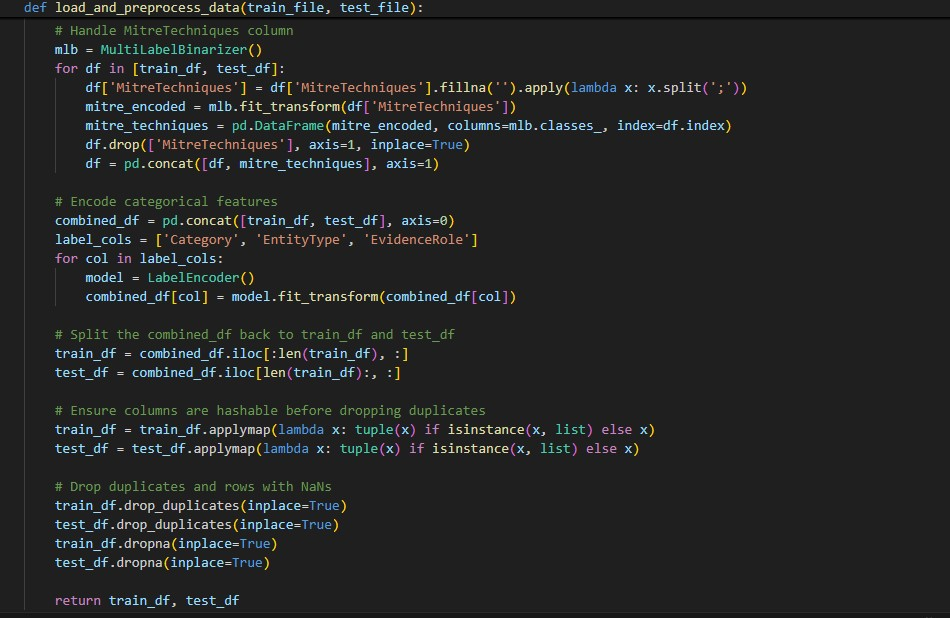 def load_and_preprocess_data(train_file, test_file):
# Handle MitreTechniques column
mlb = MultiLabelBinarizer()
for df in [train_df, test_df]:
df['MitreTechniques'] = df['MitreTechniques'].fillna('').apply(lambda x: x.split(';'))
mitre_encoded = mlb.fit_transform(df['MitreTechniques'])
mitre_techniques = pd.DataFrame(mitre_encoded, columns=mlb.classes_, index=df.index)
df.drop(['MitreTechniques'], axis=1, inplace=True)
df = pd.concat([df, mitre_techniques], axis=1)
# Encode categorical features
combined_df = pd.concat([train_df, test_df], axis=0)
label_cols = ['Category', 'EntityType', 'EvidenceRole']
for col in label_cols:
model = LabelEncoder()
combined_df[col] = model.fit_transform(combined_df[col])
# Split the combined_df back to train_df and test_df
train_df = combined_df.iloc[:len(train_df), :]
test_df = combined_df.iloc[len(train_df):, :]
# Ensure columns are hashable before dropping duplicates
train_df = train_df.applymap(lambda x: tuple(x) if isinstance(x, list) else x)
test_df = test_df.applymap(lambda x: tuple(x) if isinstance(x, list) else x)
# Drop duplicates and rows with NaNs
train_df.drop_duplicates(inplace=True)
test_df.drop_duplicates(inplace=True)
train_df.dropna(inplace=True)
test_df.dropna(inplace=True)
return train_df, test_df